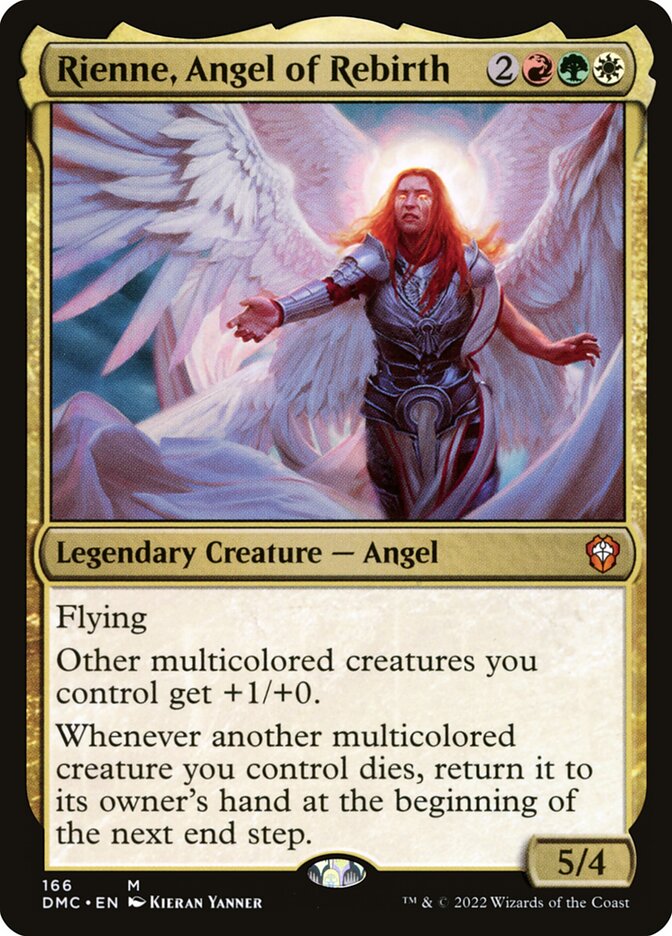 Rienne, Angel of Rebirth 2
Legendary Creature — Angel
Flying
Other multicolored creatures you
control get +1/+0.
Whenever another multicolored
creature you control dies, return it to
its owner's hand at the beginning of
the next end step.
5/4
166 M
DMC • EN Kieran Yanner
™ & © 2022 Wizards of the Coast